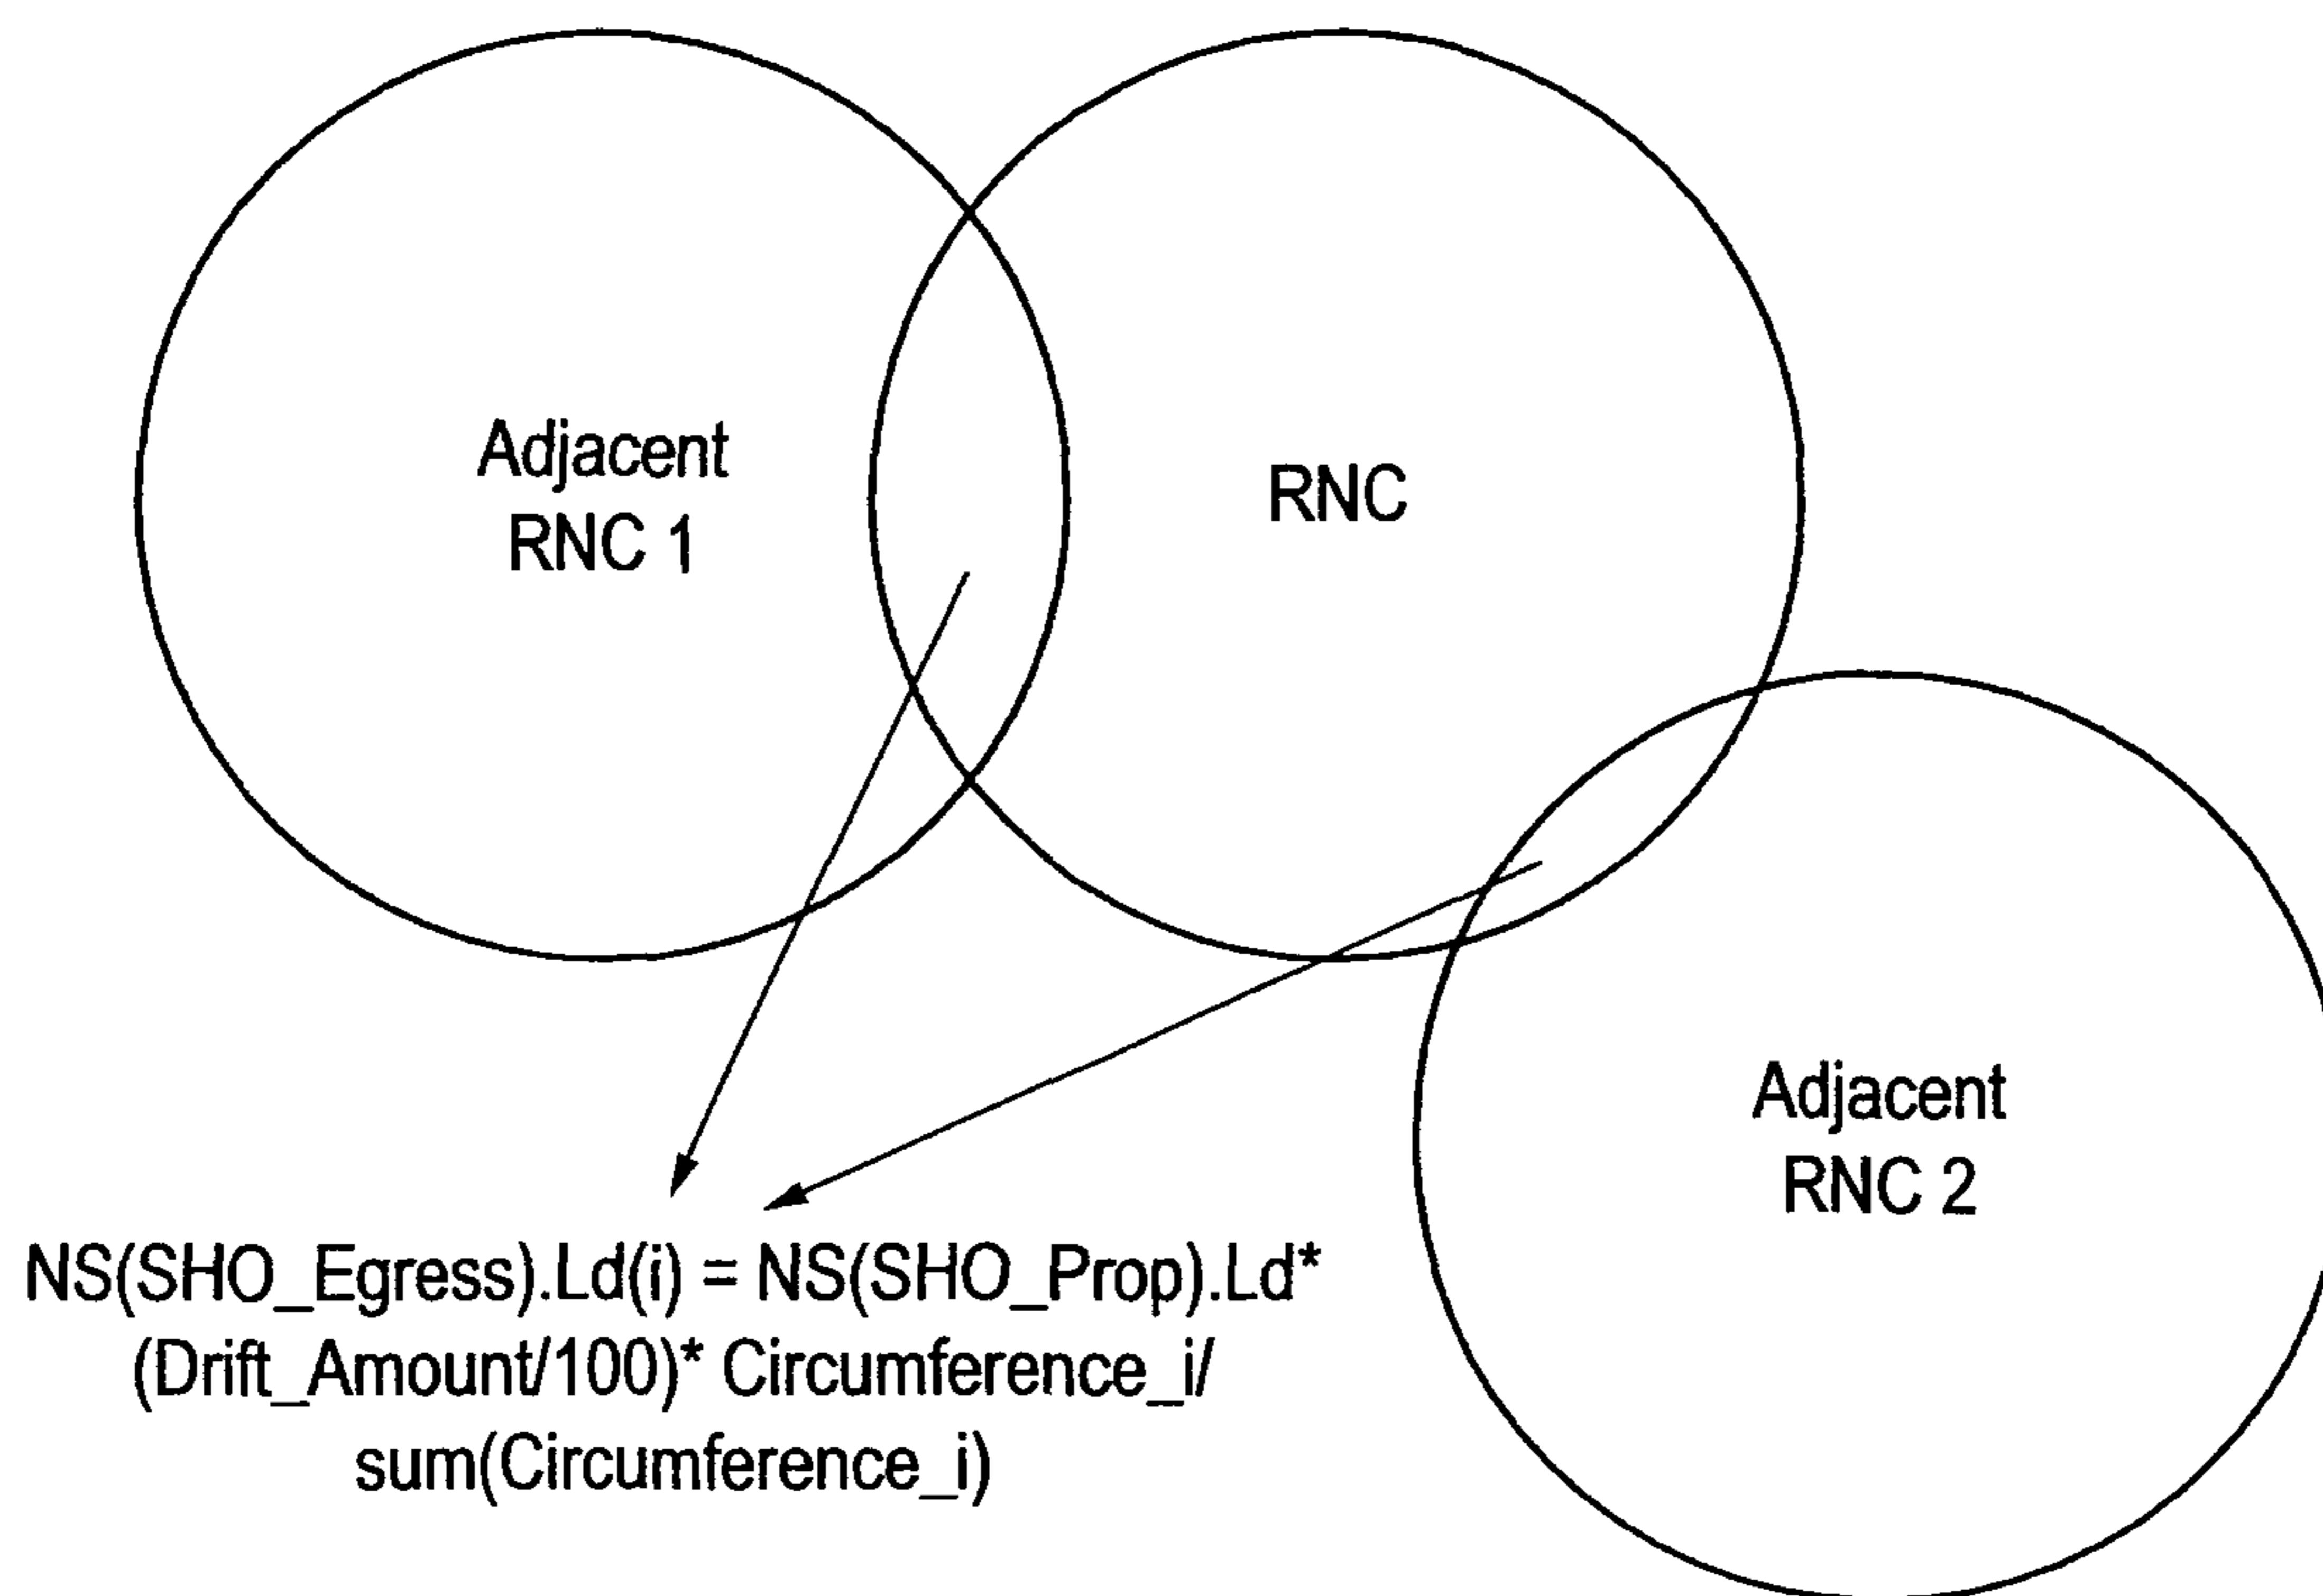 Adjacent
RNC 1
RNC
Adjacent
RNC 2
NS(SHO_Egress).Ld(i) = NS(SHO_Prop).Ld*
(Drift_Amount/100)* Circumference_i/
sum(Circumference_i)